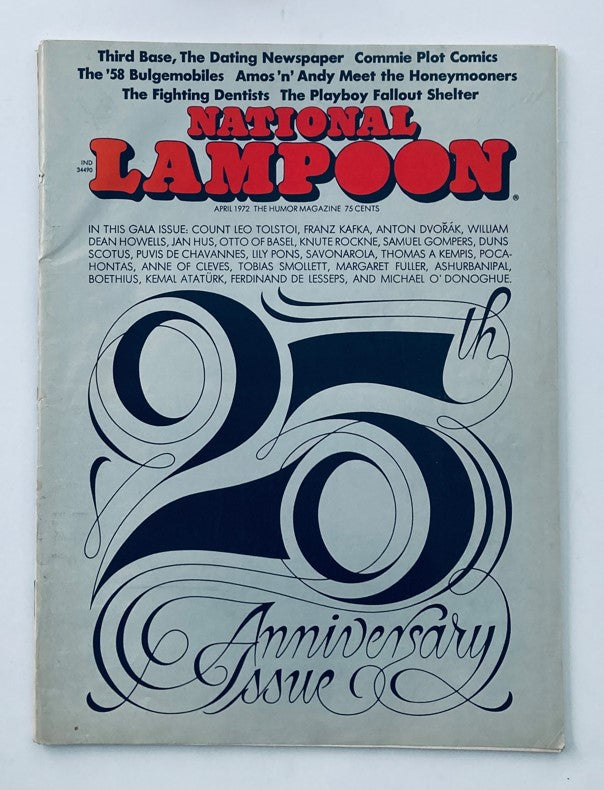 Third Base, The Dating Newspaper Commie Plot Comics
The '58 Bulgemobiles Amos 'n' Andy Meet the Honeymooners
The Fighting Dentists The Playboy Fallout Shelter
NATIONAL
LAMPOON®
IND
34490
APRIL 1972 THE HUMOR MAGAZINE 75 CENTS
IN THIS GALA ISSUE: COUNT LEO TOLSTOI, FRANZ KAFKA, ANTON DVOŘÁK, WILLIAM
DEAN HOWELLS, JAN HUS, OTTO OF BASEL, KNUTE ROCKNE, SAMUEL GOMPERS, DUNS
SCOTUS, PUVIS DE CHAVANNES, LILY PONS, SAVONAROLA, THOMAS A KEMPIS, POCA-
HONTAS, ANNE OF CLEVES, TOBIAS SMOLLETT, MARGARET FULLER, ASHURBANIPAL,
BOETHIUS, KEMAL ATATÜRK, FERDINAND DE LESSEPS, AND MICHAEL O'DONOGHUE.
25th
Anniversary
Issue